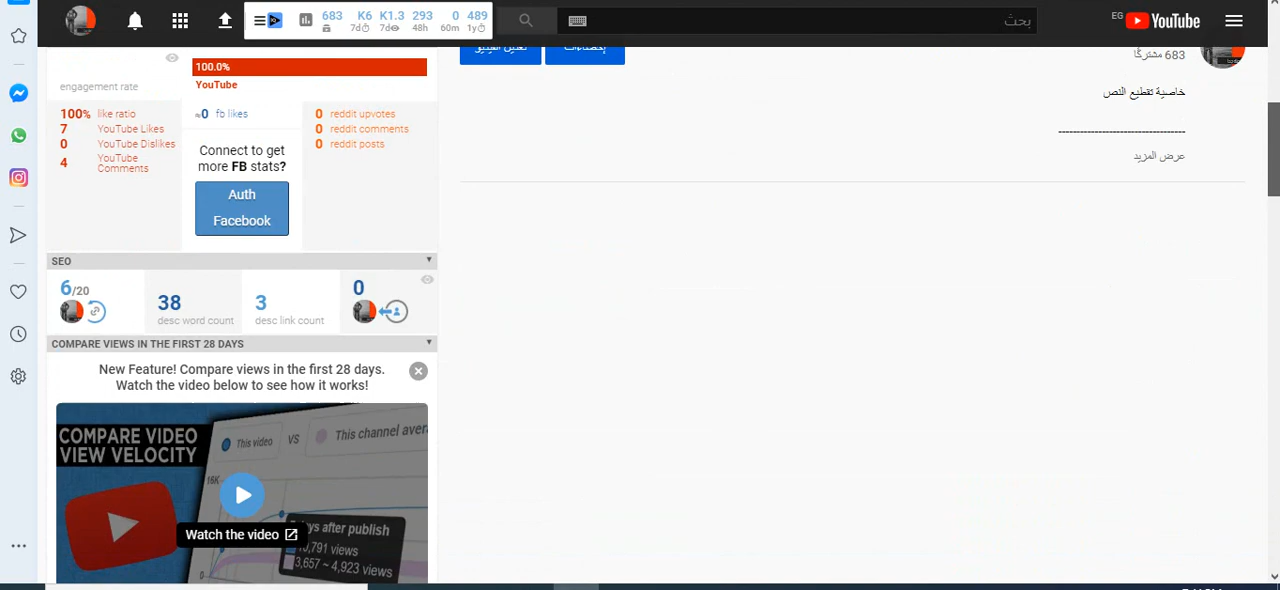 683 K6 K1.3 293 0 489
7d 7d 48h 60m 1y
بحث
EG YouTube
تفعيل الفيديو
إحصاءات
683 مشتركًا
خاصية تقطيع النص
----------------------------------
عرض المزيد
engagement rate
100% like ratio
7 YouTube Likes
0 YouTube Dislikes
4 YouTube Comments
100.0%
YouTube
0 fb likes
Connect to get
more FB stats?
Auth
Facebook
0 reddit upvotes
0 reddit comments
0 reddit posts
SEO
6/20
38
desc word count
3
desc link count
0
COMPARE VIEWS IN THE FIRST 28 DAYS
New Feature! Compare views in the first 28 days.
Watch the video below to see how it works!
COMPARE VIDEO
VIEW VELOCITY
This video VS This channel aver
16K
Watch the video
days after publish
,791 views
3,657 ~ 4,923 views
0